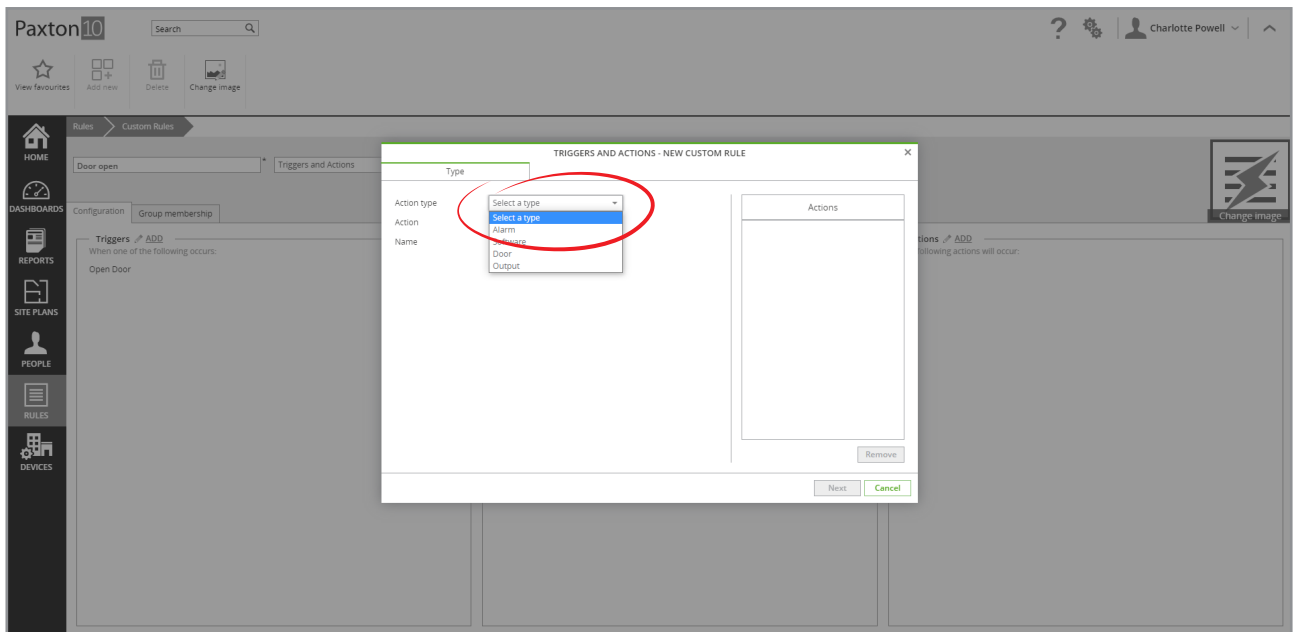 Paxton10
Search
Charlotte Powell
View favourites
Add new
Delete
Change image
Rules
Custom Rules
HOME
DASHBOARDS
REPORTS
SITE PLANS
PEOPLE
RULES
DEVICES
Door open
*
Triggers and Actions
Configuration
Group membership
Triggers ADD
When one of the following occurs:
Open Door
TRIGGERS AND ACTIONS - NEW CUSTOM RULE
Type
Action type
Select a type
Select a type
Alarm
Software
Door
Output
Action
Name
Actions
Remove
Next
Cancel
Change image
tions ADD
following actions will occur: